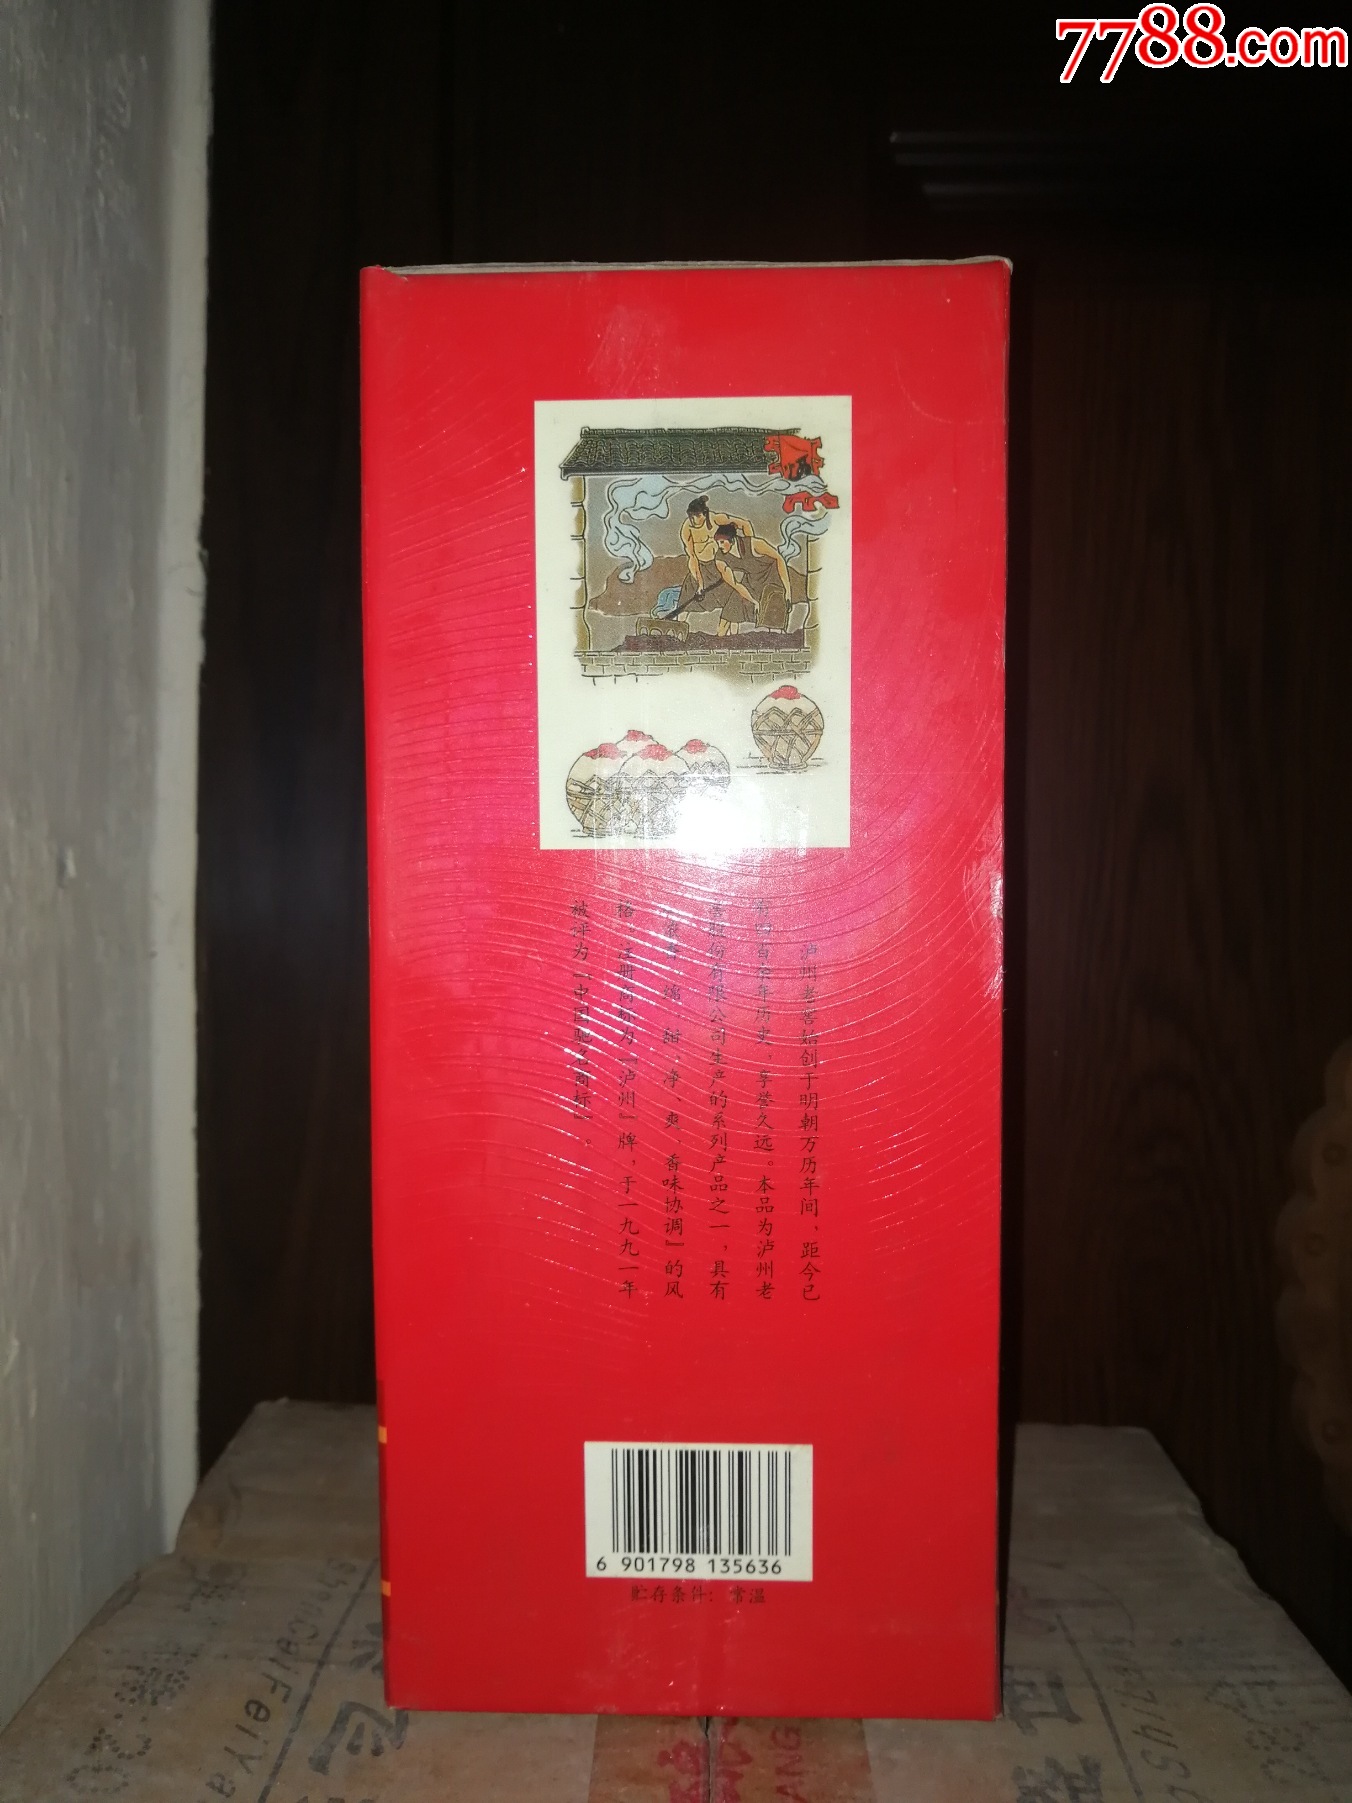 7788.com
泸州老窖始创于明朝万历年间，距今已
有四百余年历史，享誉久远。本品为泸州老
窖股份有限公司生产的系列产品之一，具有
香、绵、甜、净、爽，香味协调』的风
格。注册商标为『泸州』牌，于一九九一年
被评为『中国驰名商标』。
6 901798 135636
贮存条件：常温